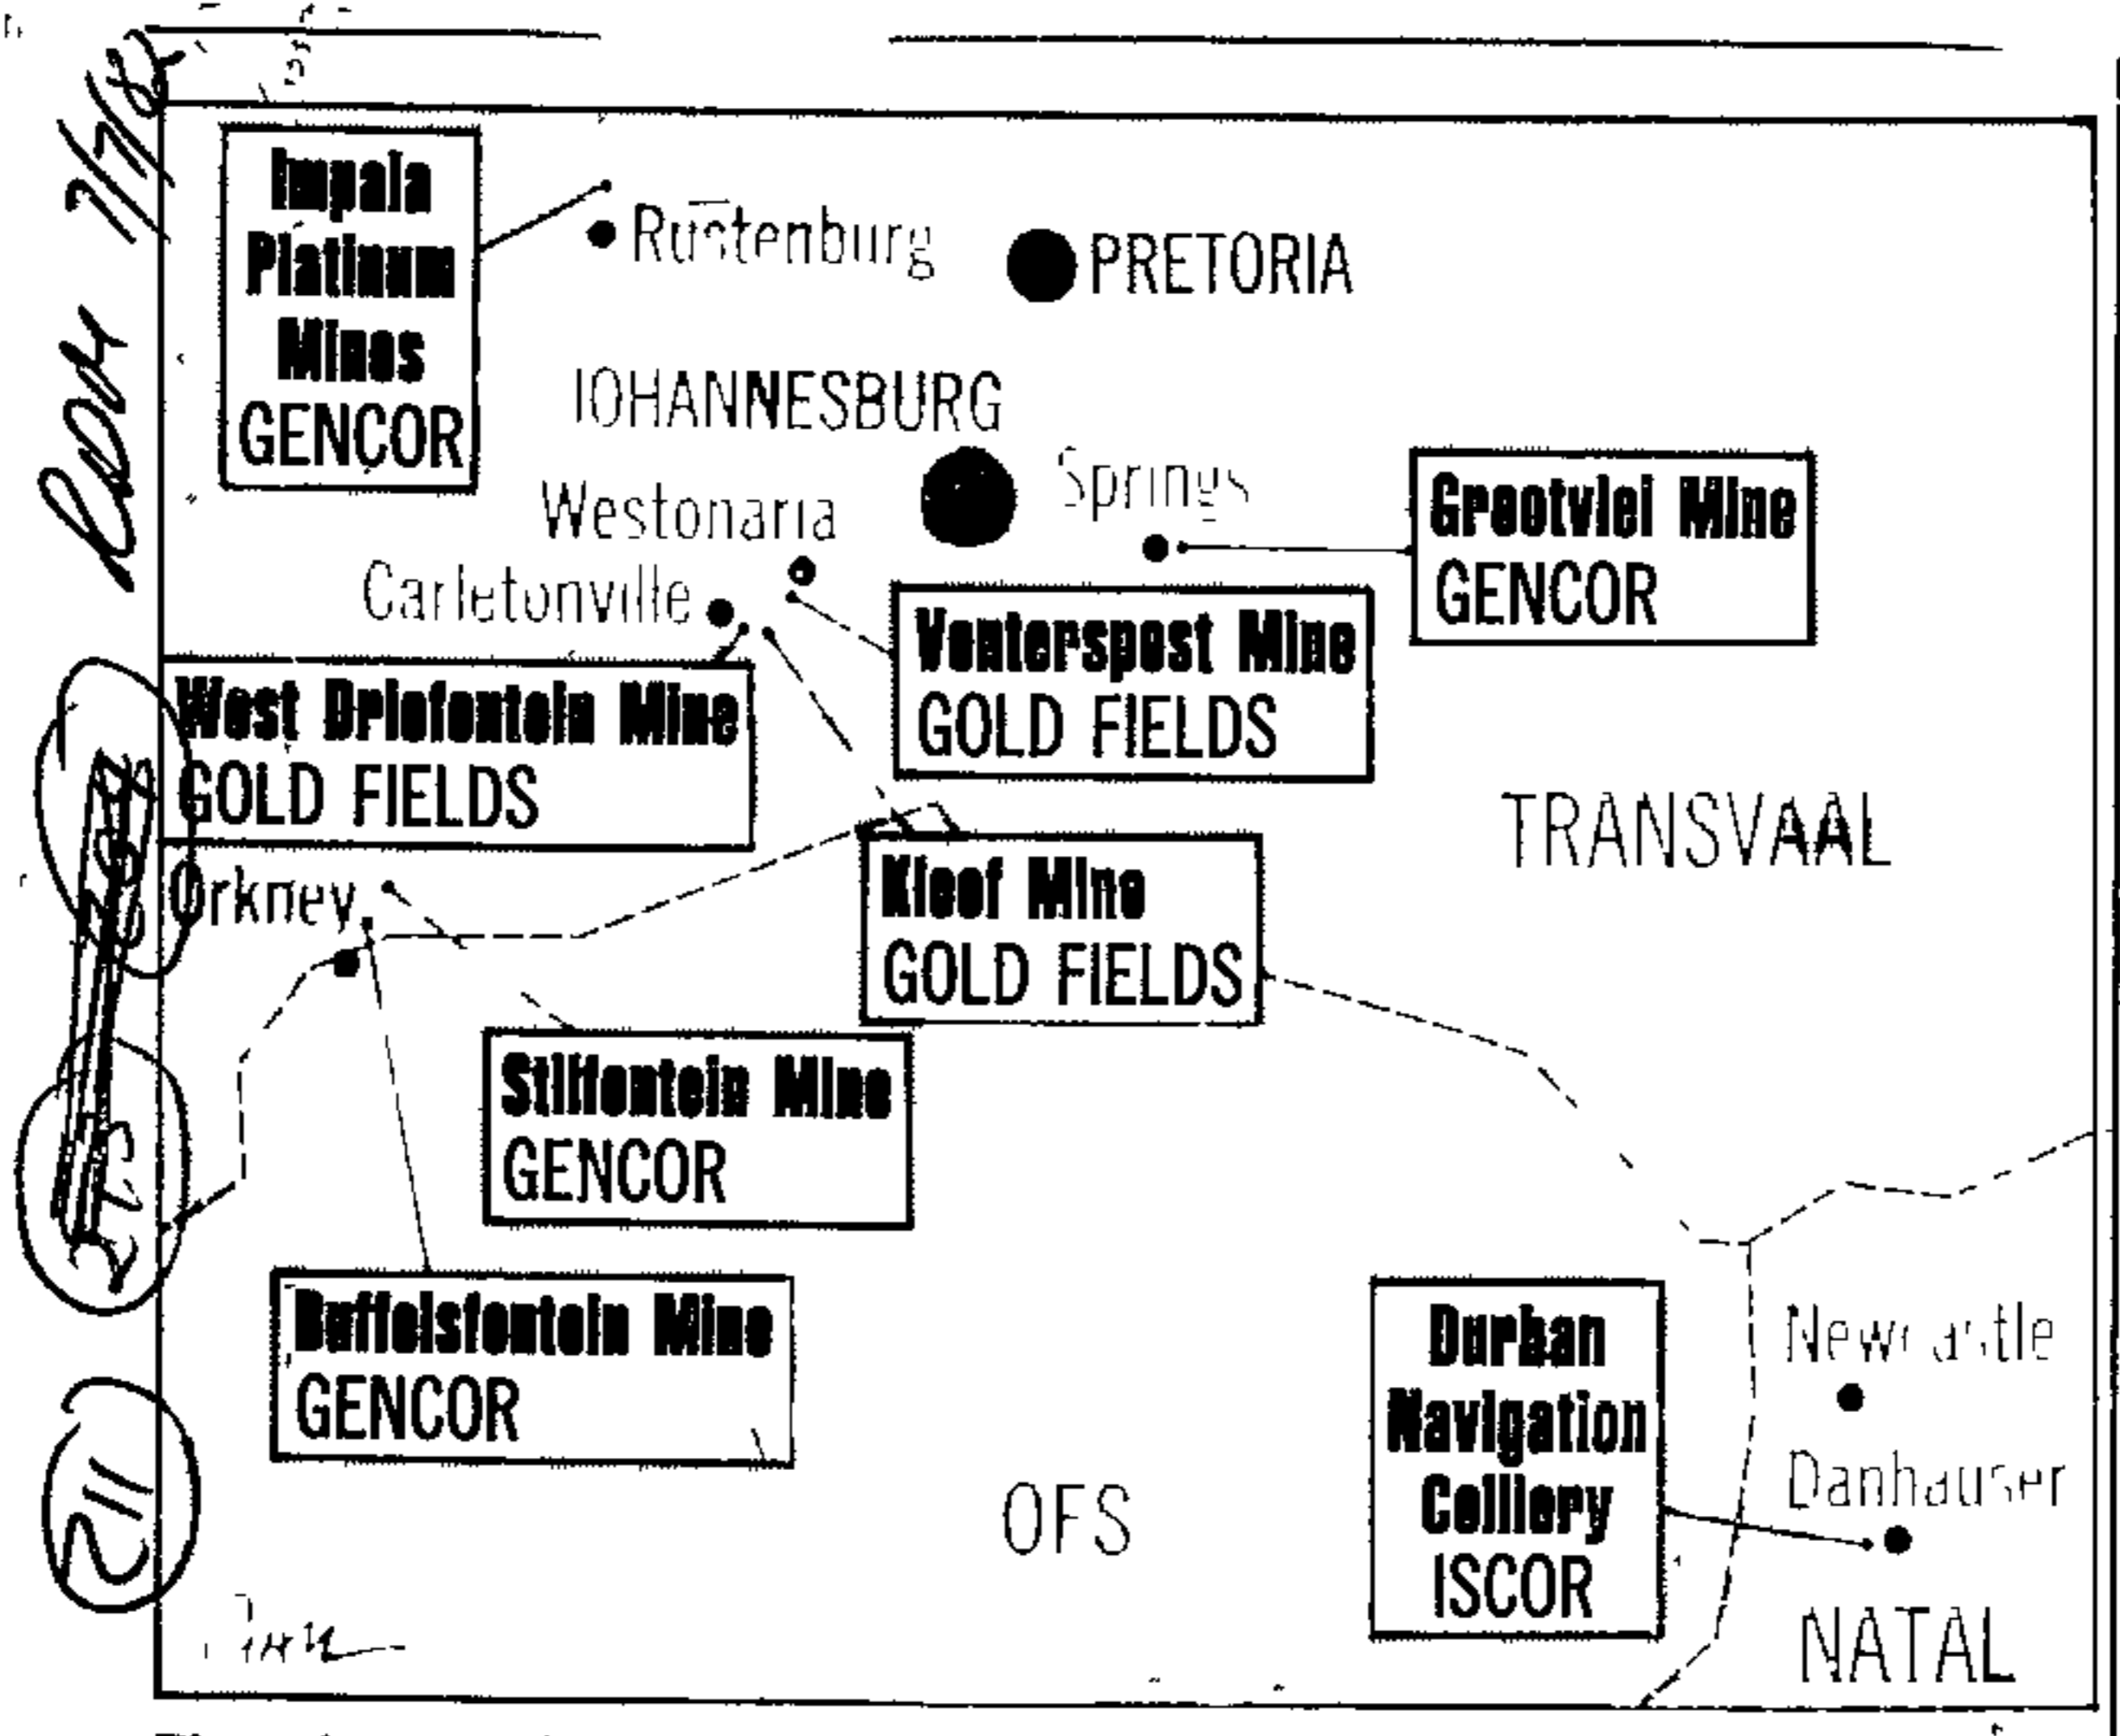 Impala
Platinum
Mines
GENCOR
Rustenburg
PRETORIA
JOHANNESBURG
Springs
Westonaria
Carletonville
Grootvlei Mine
GENCOR
Venterspost Mine
GOLD FIELDS
West Driefontein Mine
GOLD FIELDS
TRANSVAAL
Orkney
Kloof Mine
GOLD FIELDS
Stilfontein Mine
GENCOR
Buffelsfontein Mine
GENCOR
Durban
Navigation
Colliery
ISCOR
Newcastle
Danhauser
OFS
NATAL
211